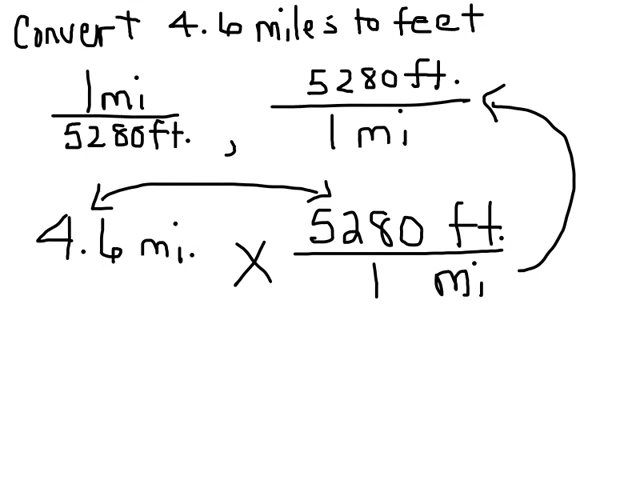 Convert 4.6 miles to feet
1mi
5280ft. , 5280ft.
1 mi
4.6 mi. X 5280 ft.
1 mi